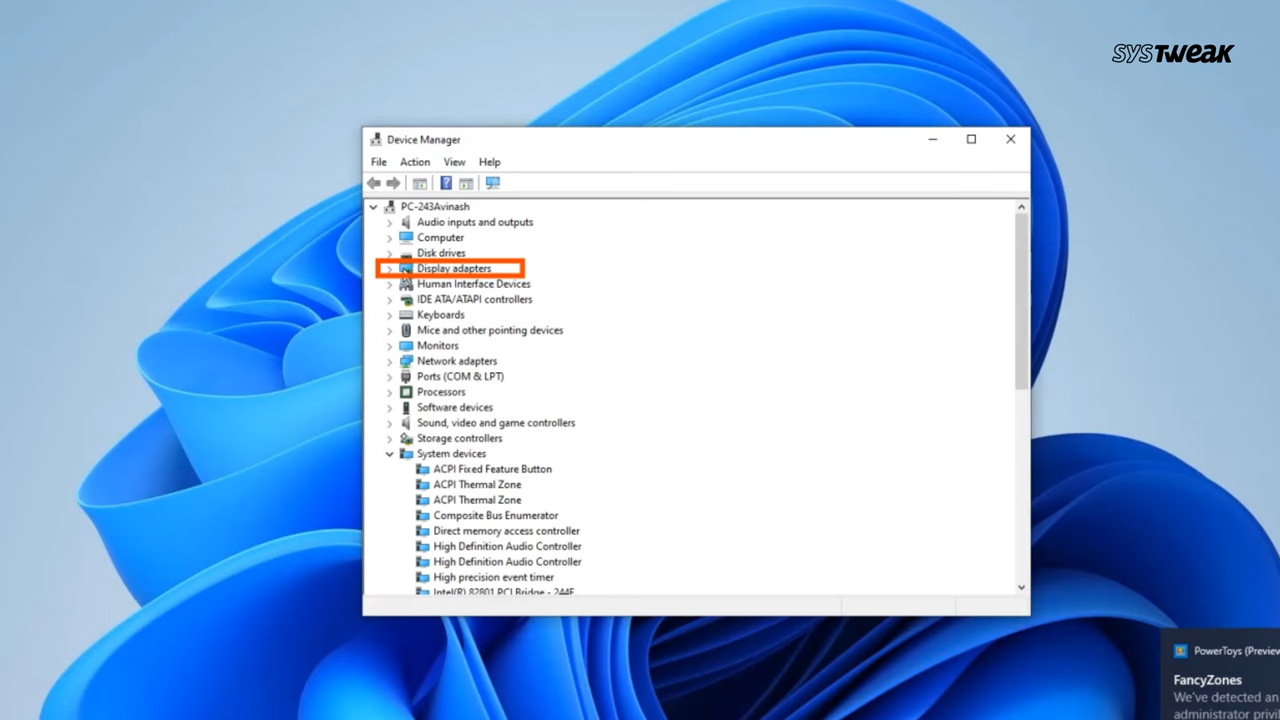 SYSTWEAK
Device Manager
File Action View Help
PC-243Avinash
Audio inputs and outputs
Computer
Disk drives
Display adapters
Human Interface Devices
IDE ATA/ATAPI controllers
Keyboards
Mice and other pointing devices
Monitors
Network adapters
Ports (COM & LPT)
Processors
Software devices
Sound, video and game controllers
Storage controllers
System devices
ACPI Fixed Feature Button
ACPI Thermal Zone
ACPI Thermal Zone
Composite Bus Enumerator
Direct memory access controller
High Definition Audio Controller
High Definition Audio Controller
High precision event timer
Intel(R) 82801 PCI Bridge - 244E
PowerToys (Preview
FancyZones
We've detected an
administrator privil